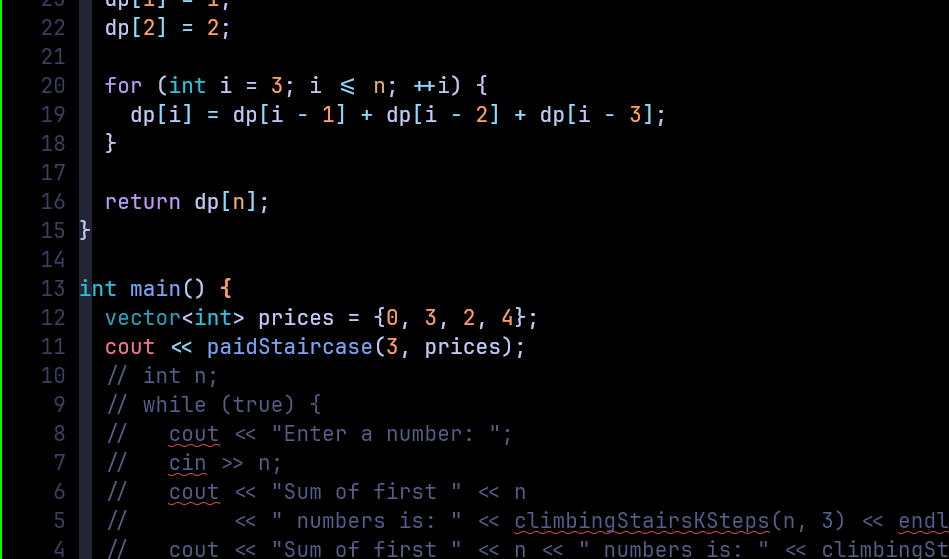 23 dp[1] = 1;
22 dp[2] = 2;
21
20 for (int i = 3; i <= n; ++i) {
19 dp[i] = dp[i - 1] + dp[i - 2] + dp[i - 3];
18 }
17
16 return dp[n];
15 }
14
13 int main() {
12 vector<int> prices = {0, 3, 2, 4};
11 cout << paidStaircase(3, prices);
10 // int n;
9 // while (true) {
8 // cout << "Enter a number: ";
7 // cin >> n;
6 // cout << "Sum of first " << n
5 // << " numbers is: " << climbingStairsKSteps(n, 3) << endl
4 // cout << "Sum of first " << n << " numbers is: " << climbingSt